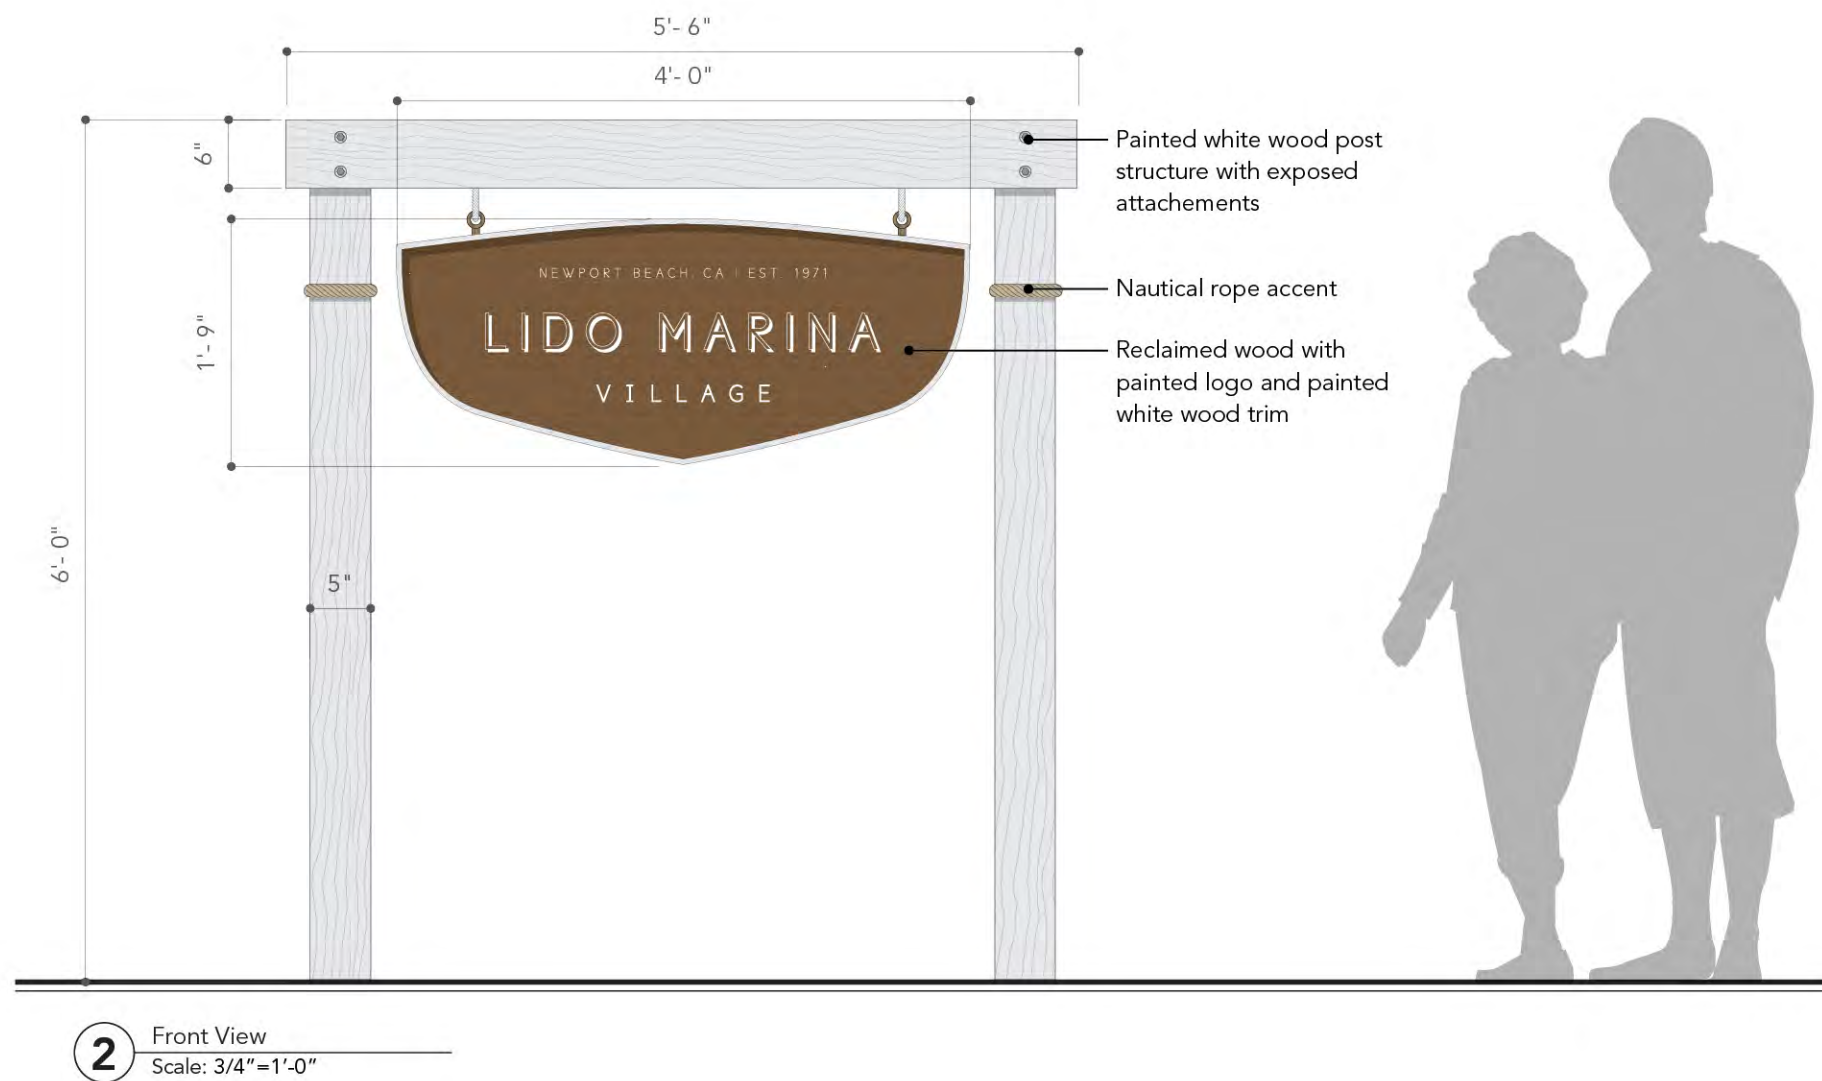 5'- 6"
4'- 0"
6"
1'- 9"
6'- 0"
5"
NEWPORT BEACH, CA | EST. 1971
LIDO MARINA
VILLAGE
Painted white wood post
structure with exposed
attachements
Nautical rope accent
Reclaimed wood with
painted logo and painted
white wood trim
2
Front View
Scale: 3/4"=1'-0"